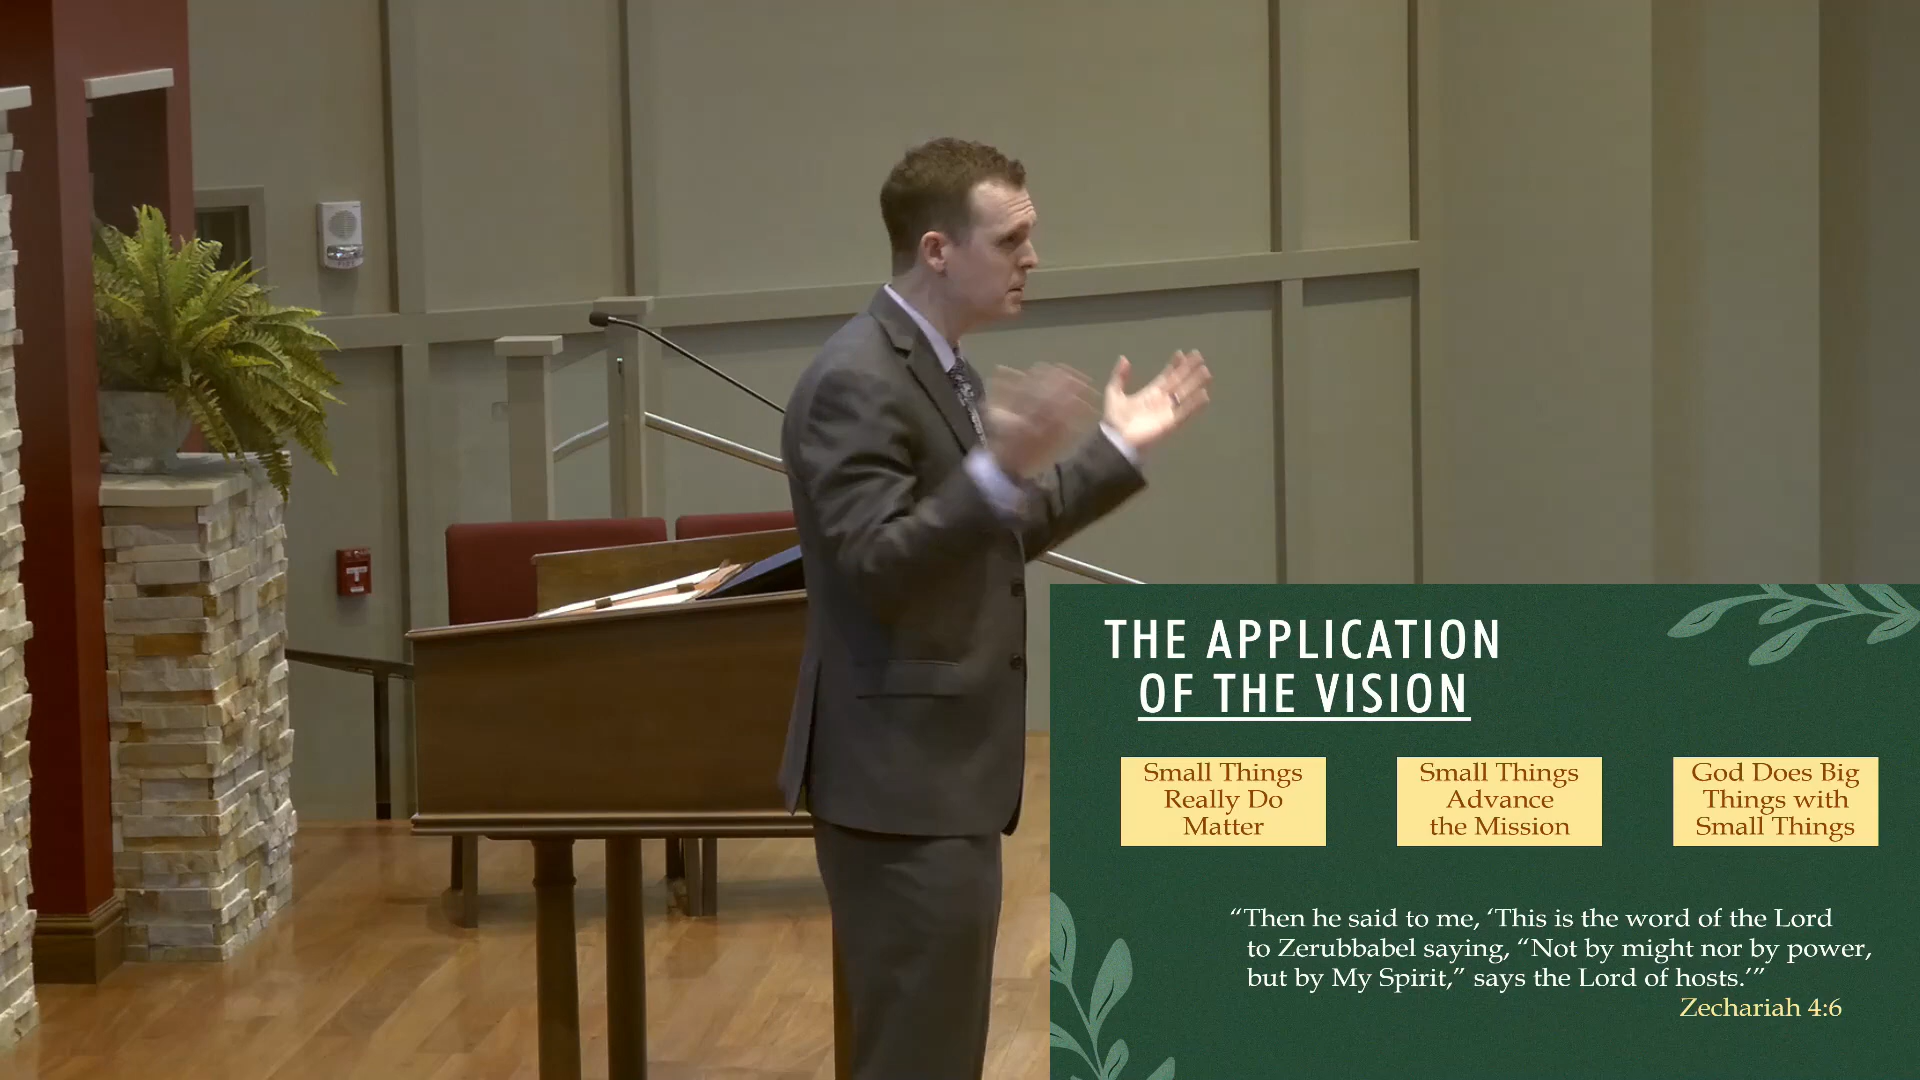 THE APPLICATION
OF THE VISION
Small Things
Really Do
Matter
Small Things
Advance
the Mission
God Does Big
Things with
Small Things
“Then he said to me, ‘This is the word of the Lord
to Zerubbabel saying, “Not by might nor by power,
but by My Spirit,” says the Lord of hosts.’”
Zechariah 4:6